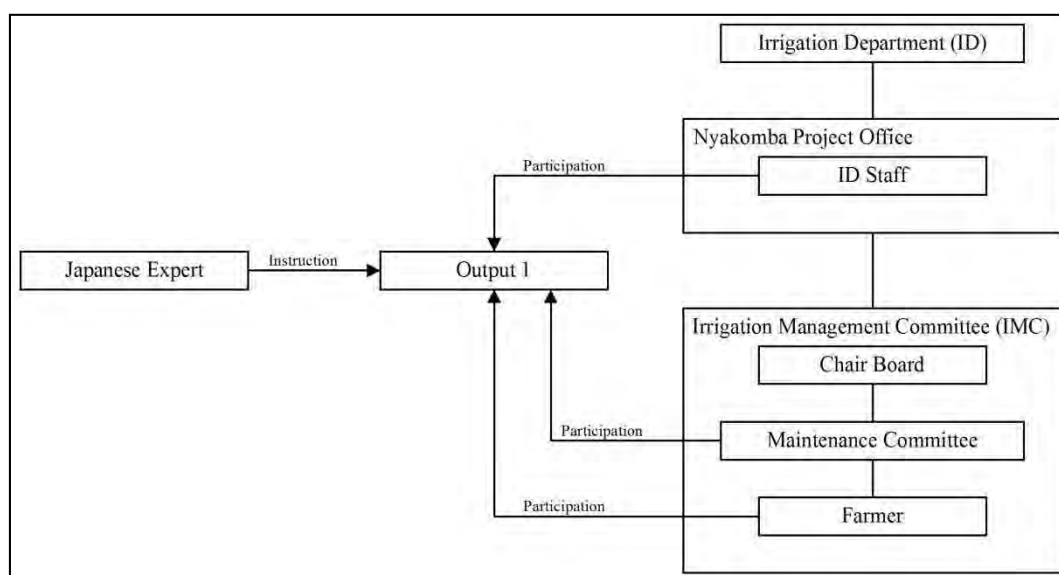 Irrigation Department (ID)
Nyakomba Project Office
Participation
ID Staff
Japanese Expert
Instruction
Output 1
Irrigation Management Committee (IMC)
Chair Board
Participation
Maintenance Committee
Participation
Farmer